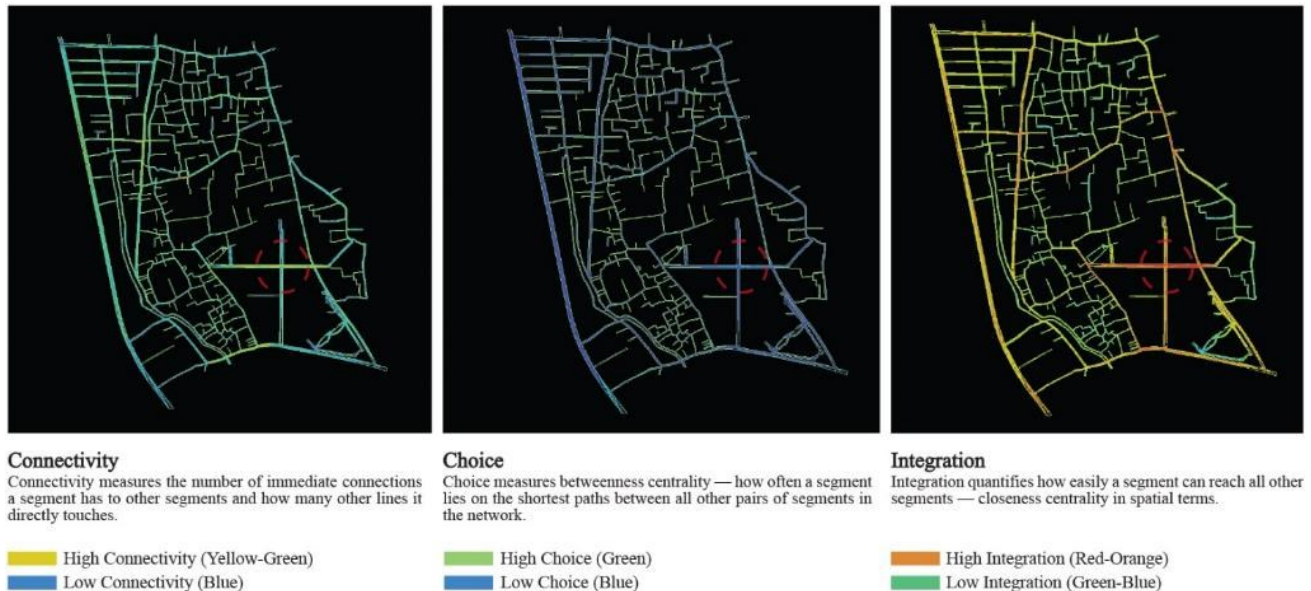 Connectivity
Connectivity measures the number of immediate connections
a segment has to other segments and how many other lines it
directly touches.
High Connectivity (Yellow-Green)
Low Connectivity (Blue)
Choice
Choice measures betweenness centrality — how often a segment
lies on the shortest paths between all other pairs of segments in
the network.
High Choice (Green)
Low Choice (Blue)
Integration
Integration quantifies how easily a segment can reach all other
segments — closeness centrality in spatial terms.
High Integration (Red-Orange)
Low Integration (Green-Blue)